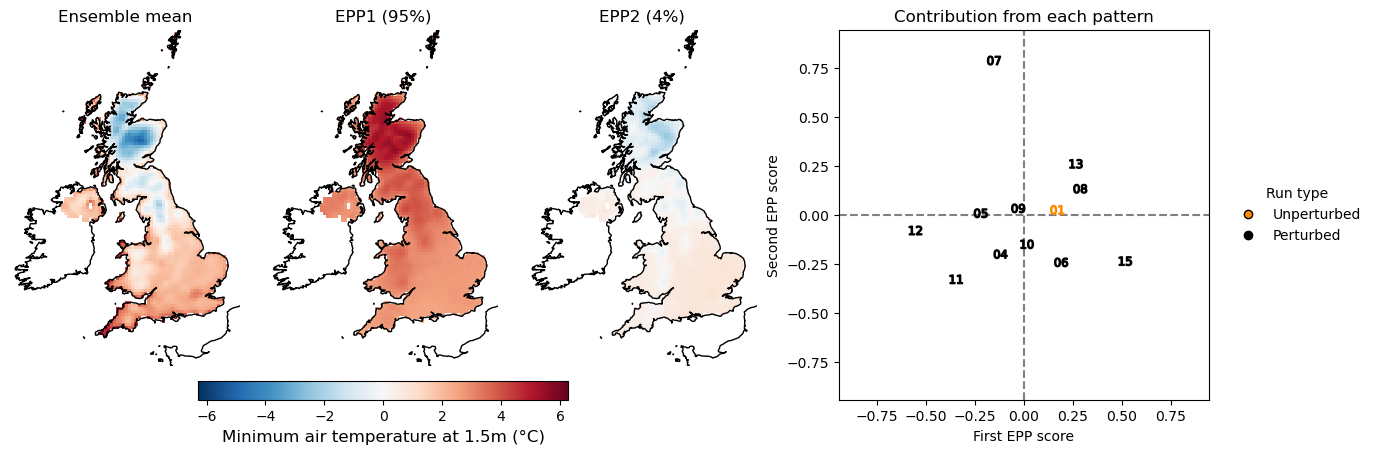 Ensemble mean
EPP1 (95%)
EPP2 (4%)
Contribution from each pattern
−6 −4 −2 0 2 4 6
Minimum air temperature at 1.5m (°C)
Second EPP score
0.75
0.50
0.25
0.00
−0.25
−0.50
−0.75
07
13
08
09
01
05
12
10
04
06
15
11
−0.75 −0.50 −0.25 0.00 0.25 0.50 0.75
First EPP score
Run type
Unperturbed
Perturbed